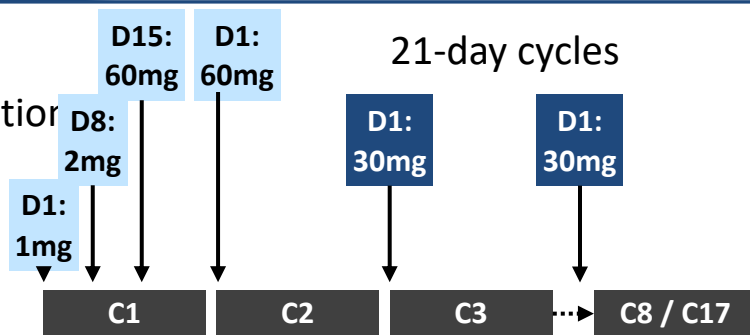 D15:
60mg
D1:
60mg
21-day cycles
D8:
2mg
D1:
30mg
D1:
30mg
D1:
1mg
C1
C2
C3
C8 / C17